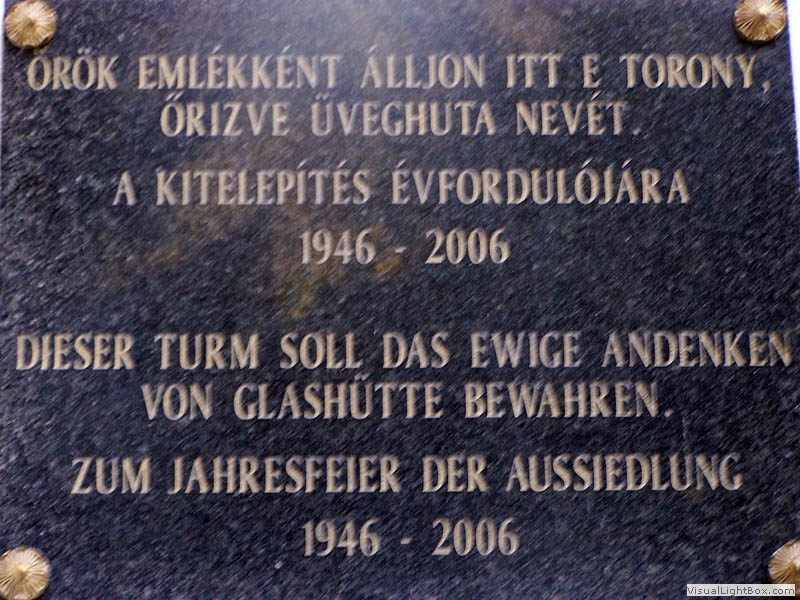 ÖRÖK EMLÉKKÉNT ÁLLJON ITT E TORONY,
ŐRIZVE ÜVEGHUTA NEVÉT.
A KITELEPÍTÉS ÉVFORDULÓJÁRA
1946 - 2006
DIESER TURM SOLL DAS EWIGE ANDENKEN
VON GLASHÜTTE BEWAHREN.
ZUM JAHRESFEIER DER AUSSIEDLUNG
1946 - 2006
VisualLightBox.com